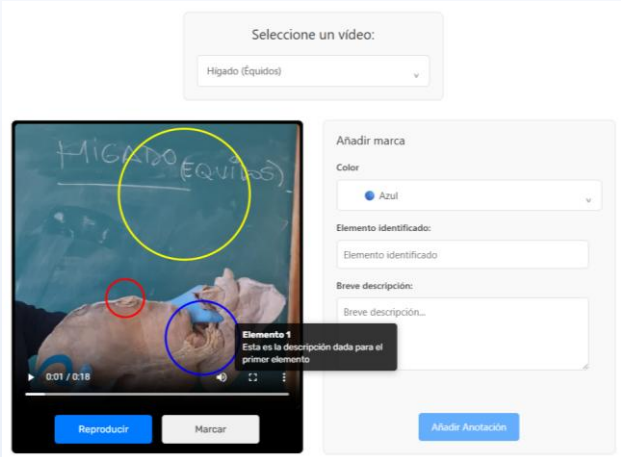 Seleccione un vídeo:
Hígado (Équidos)
HIGADO (EQUIDOS)
0:01 / 0:18
Elemento 1
Esta es la descripción dada para el
primer elemento
Reproducir
Marcar
Añadir marca
Color
Azul
Elemento identificado:
Elemento identificado
Breve descripción:
Breve descripción...
Añadir Anotación